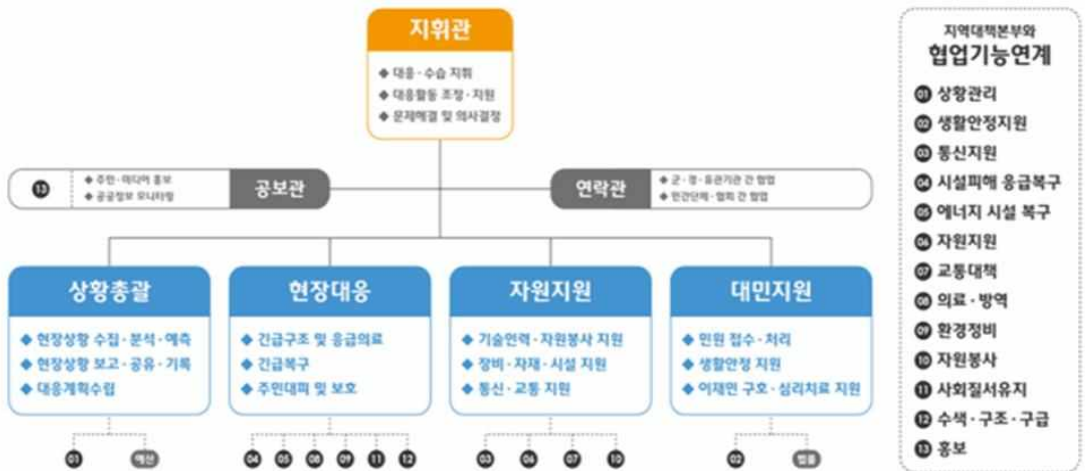 지휘관
◆ 대응·수습 지휘
◆ 대응활동 조정·지원
◆ 문제해결 및 의사결정
13
◆ 주민·미디어 홍보
◆ 공공정보 모니터링
공보관
연락관
◆ 군·경·유관기관 간 협업
◆ 민간단체·협회 간 협업
상황총괄
◆ 현장상황 수집·분석·예측
◆ 현장상황 보고·공유·기록
◆ 대응계획수립
01 예산
현장대응
◆ 긴급구조 및 응급의료
◆ 긴급복구
◆ 주민대피 및 보호
04 05 08 09 11 12
자원지원
◆ 기술인력·자원봉사 지원
◆ 장비·자재·시설 지원
◆ 통신·교통 지원
03 06 07 10
대민지원
◆ 민원 접수·처리
◆ 생활안정 지원
◆ 이재민 구호·심리치료 지원
02 법률
지역대책본부와
협업기능연계
01 상황관리
02 생활안정지원
03 통신지원
04 시설피해 응급복구
05 에너지 시설 복구
06 자원지원
07 교통대책
08 의료·방역
09 환경정비
10 자원봉사
11 사회질서유지
12 수색·구조·구급
13 홍보